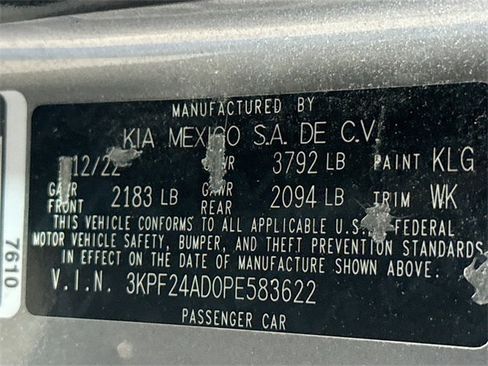 MANUFACTURED BY
KIA MEXICO S.A. DE C.V.
12/22 3792 LB PAINT KLG
FRONT 2183 LB REAR 2094 LB TRIM WK
THIS VEHICLE CONFORMS TO ALL APPLICABLE U.S. FEDERAL
MOTOR VEHICLE SAFETY, BUMPER, AND THEFT PREVENTION STANDARDS
IN EFFECT ON THE DATE OF MANUFACTURE SHOWN ABOVE.
V.I.N. 3KPF24AD0PE583622
PASSENGER CAR
7610